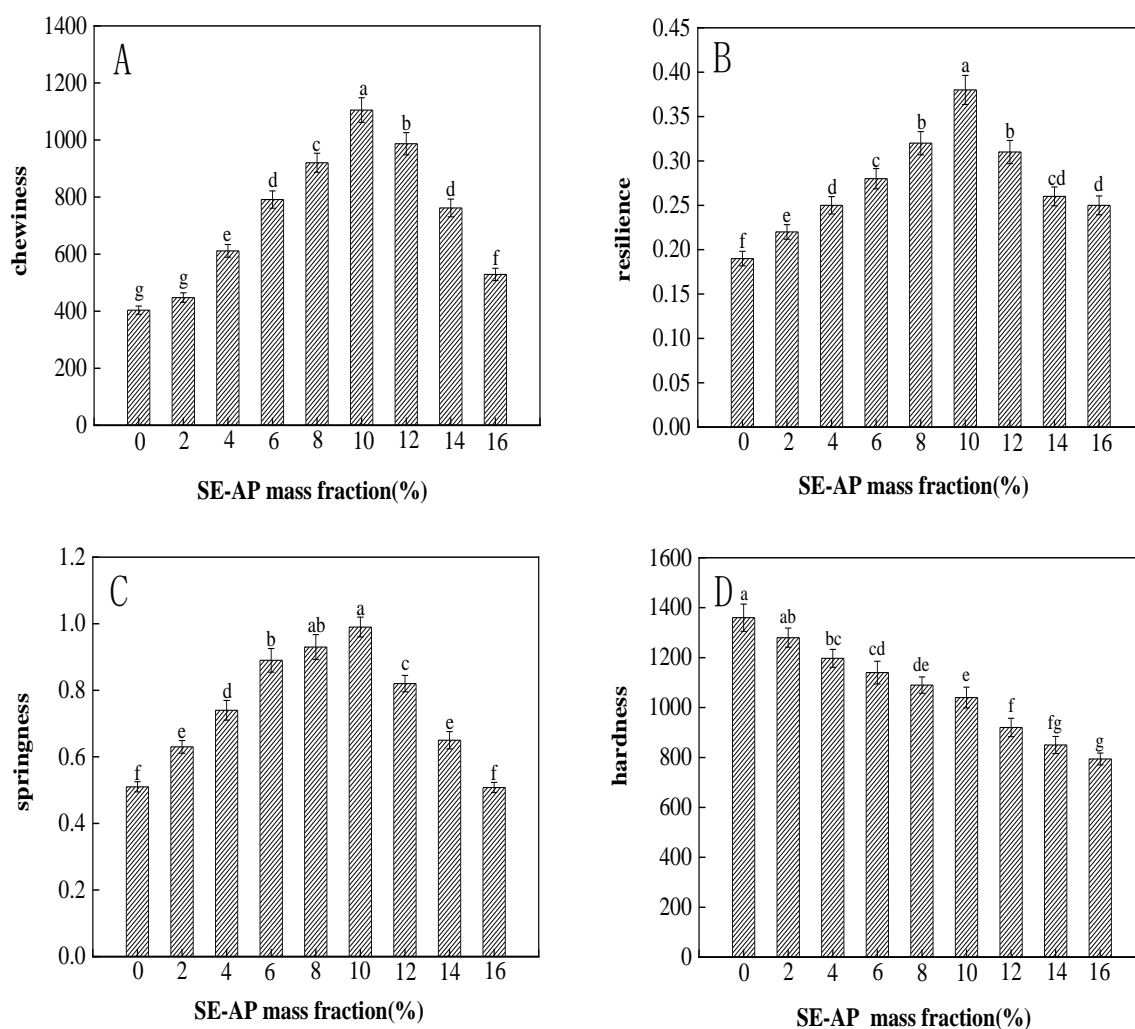 A
1400
1200
1000
800
600
400
200
0
chewiness
g
g
e
d
c
a
b
d
f
0 2 4 6 8 10 12 14 16
SE-AP mass fraction(%)
B
0.45
0.40
0.35
0.30
0.25
0.20
0.15
0.10
0.05
0.00
resilience
f
e
d
c
b
a
b
cd
d
0 2 4 6 8 10 12 14 16
SE-AP mass fraction(%)
C
1.2
1.0
0.8
0.6
0.4
0.2
0.0
springness
f
e
d
b
ab
a
c
e
f
0 2 4 6 8 10 12 14 16
SE-AP mass fraction(%)
D
1600
1400
1200
1000
800
600
400
200
0
hardness
a
ab
bc
cd
de
e
f
fg
g
0 2 4 6 8 10 12 14 16
SE-AP mass fraction(%)